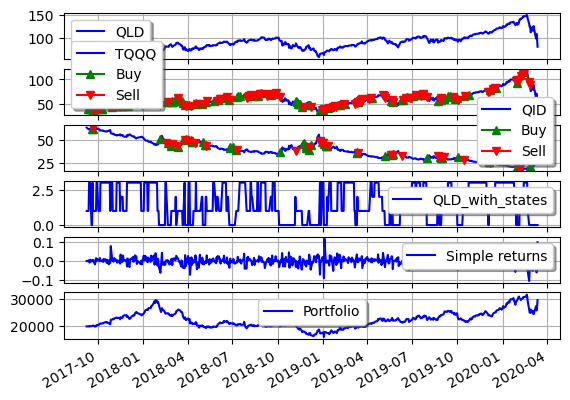 150
100
QLD
TQQQ
Buy
Sell
100
50
QID
Buy
Sell
50
25
2.5
0.0
QLD_with_states
0.1
0.0
−0.1
Simple returns
30000
20000
Portfolio
2017-10
2018-01
2018-04
2018-07
2018-10
2019-01
2019-04
2019-07
2019-10
2020-01
2020-04